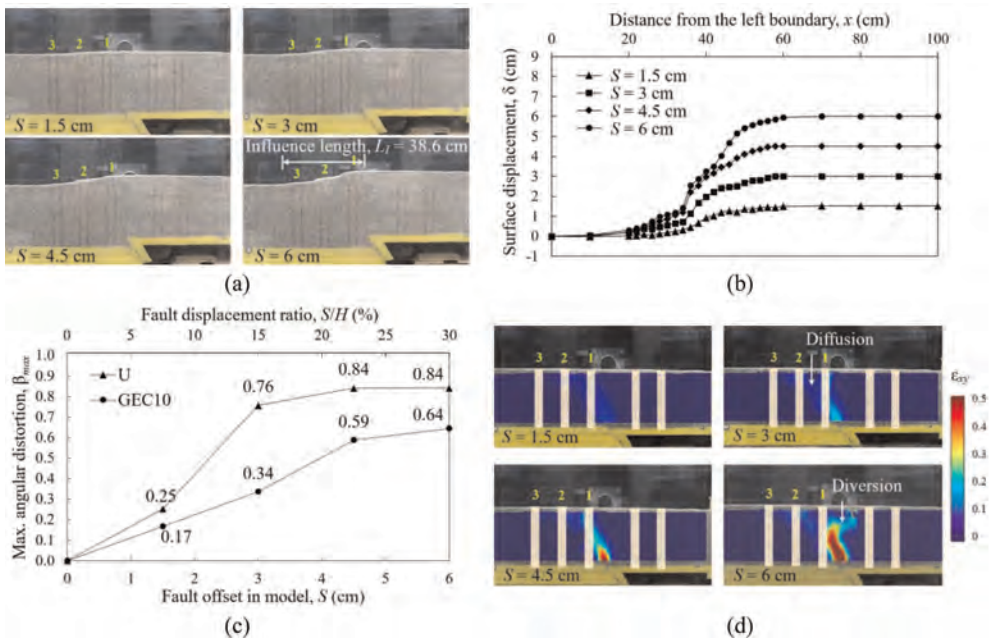 3 2 1
S = 1.5 cm
3 2 1
S = 3 cm
3 2 1
S = 4.5 cm
Influence length, L_I = 38.6 cm
3 2 1
S = 6 cm
(a)
Distance from the left boundary, x (cm)
0 20 40 60 80 100
Surface displacement, δ (cm)
9
8
7
6
5
4
3
2
1
0
-1
S = 1.5 cm
S = 3 cm
S = 4.5 cm
S = 6 cm
(b)
Fault displacement ratio, S/H (%)
0 5 10 15 20 25 30
Max. angular distortion, β_max
1.0
0.9
0.8
0.7
0.6
0.5
0.4
0.3
0.2
0.1
0.0
U
GEC10
0.25
0.76
0.84
0.84
0.17
0.34
0.59
0.64
0 1 2 3 4 5 6
Fault offset in model, S (cm)
(c)
3 2 1
S = 1.5 cm
Diffusion
3 2 1
S = 3 cm
3 2 1
S = 4.5 cm
Diversion
3 2 1
S = 6 cm
ε_xy
0.5
0.4
0.3
0.2
0.1
0
(d)